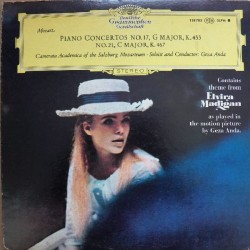 Deutsche
Grammophon
Gesellschaft
Mozart:
PIANO CONCERTOS NO. 17, G MAJOR, K. 453
NO. 21, C MAJOR, K. 467
Camerata Academica of the Salzburg Mozarteum · Soloist and Conductor: Geza Anda
STEREO
Contains
theme from
Elvira
Madigan
as played in
the motion picture
by Geza Anda.